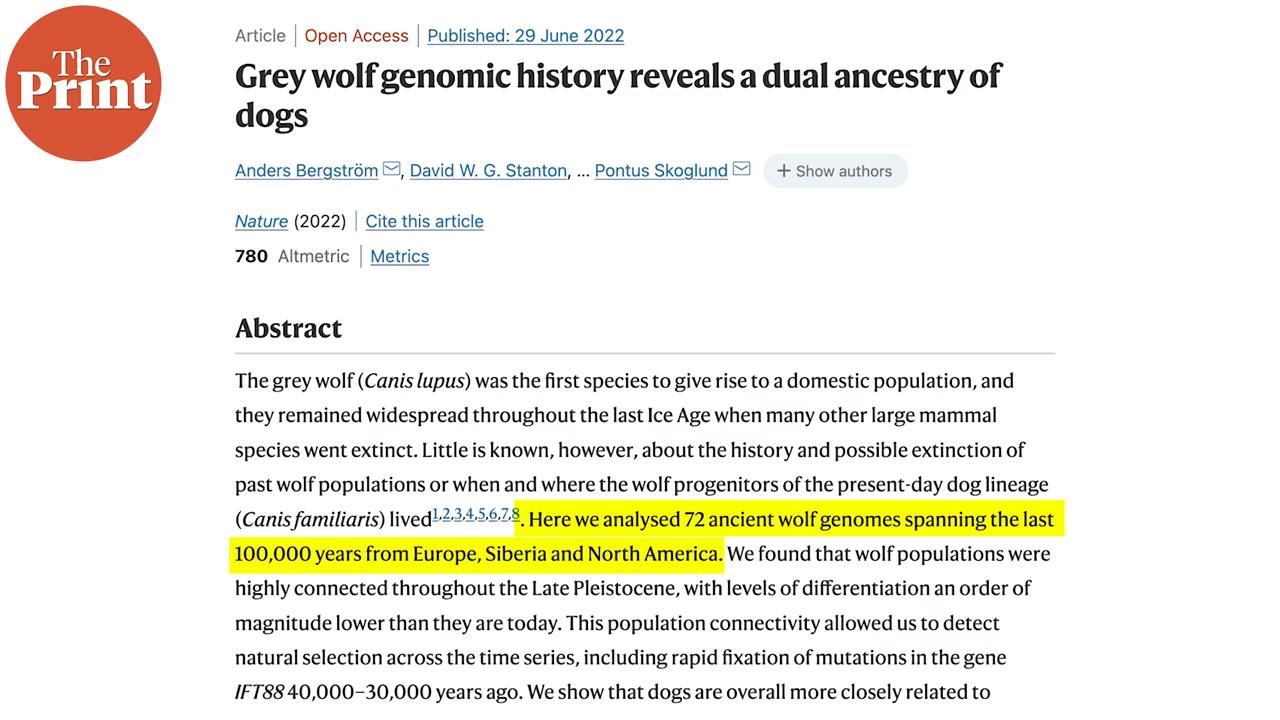 The
Print
Article | Open Access | Published: 29 June 2022
Grey wolf genomic history reveals a dual ancestry of
dogs
Anders Bergström, David W. G. Stanton, ... Pontus Skoglund + Show authors
Nature (2022) | Cite this article
780 Altmetric | Metrics
Abstract
The grey wolf (Canis lupus) was the first species to give rise to a domestic population, and
they remained widespread throughout the last Ice Age when many other large mammal
species went extinct. Little is known, however, about the history and possible extinction of
past wolf populations or when and where the wolf progenitors of the present-day dog lineage
(Canis familiaris) lived1,2,3,4,5,6,7,8. Here we analysed 72 ancient wolf genomes spanning the last
100,000 years from Europe, Siberia and North America. We found that wolf populations were
highly connected throughout the Late Pleistocene, with levels of differentiation an order of
magnitude lower than they are today. This population connectivity allowed us to detect
natural selection across the time series, including rapid fixation of mutations in the gene
IFT88 40,000–30,000 years ago. We show that dogs are overall more closely related to